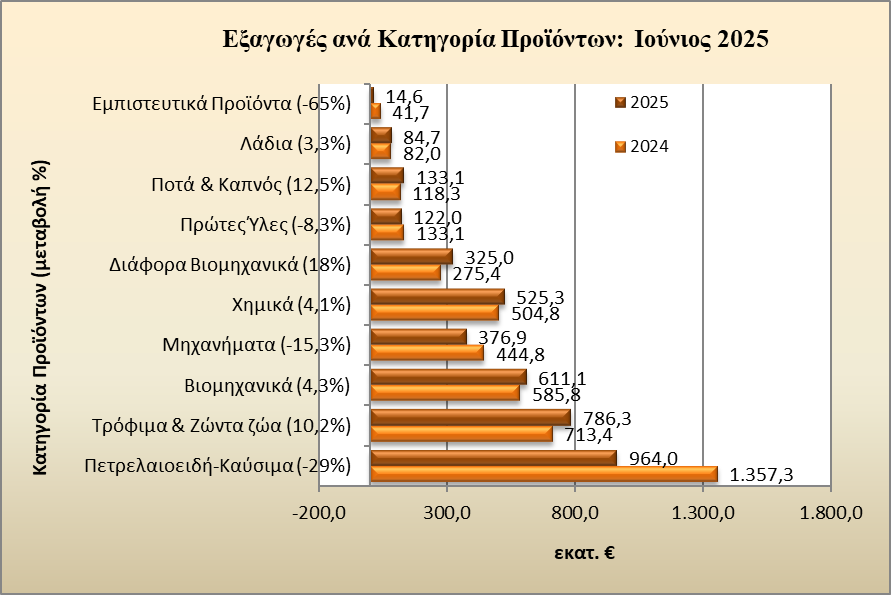 Εξαγωγές ανά Κατηγορία Προϊόντων: Ιούνιος 2025
Κατηγορία Προϊόντων (μεταβολή %)
2025
2024
Εμπιστευτικά Προϊόντα (-65%) 14,6
41,7
Λάδια (3,3%) 84,7
82,0
Ποτά & Καπνός (12,5%) 133,1
118,3
Πρώτες Ύλες (-8,3%) 122,0
133,1
Διάφορα Βιομηχανικά (18%) 325,0
275,4
Χημικά (4,1%) 525,3
504,8
Μηχανήματα (-15,3%) 376,9
444,8
Βιομηχανικά (4,3%) 611,1
585,8
Τρόφιμα & Ζώντα ζώα (10,2%) 786,3
713,4
Πετρελαιοειδή-Καύσιμα (-29%) 964,0
1.357,3
-200,0 300,0 800,0 1.300,0 1.800,0
εκατ. €